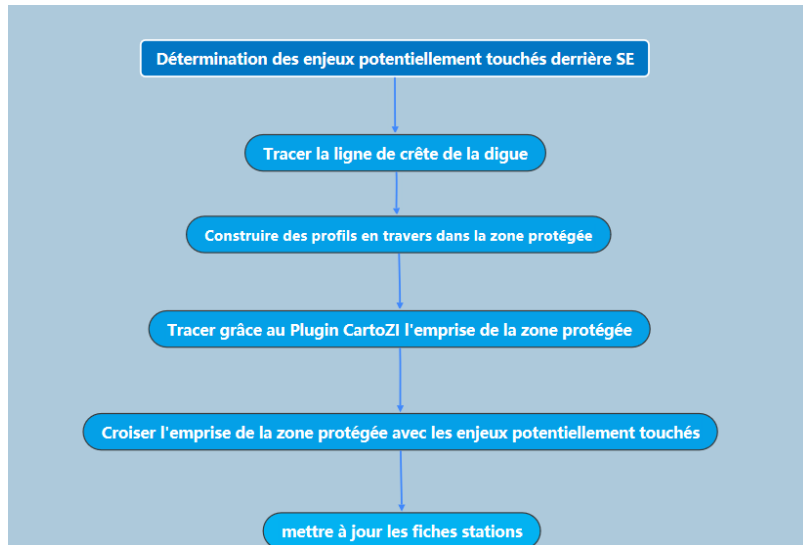 Détermination des enjeux potentiellement touchés derrière SE
Tracer la ligne de crête de la digue
Construire des profils en travers dans la zone protégée
Tracer grâce au Plugin CartoZI l'emprise de la zone protégée
Croiser l'emprise de la zone protégée avec les enjeux potentiellement touchés
mettre à jour les fiches stations